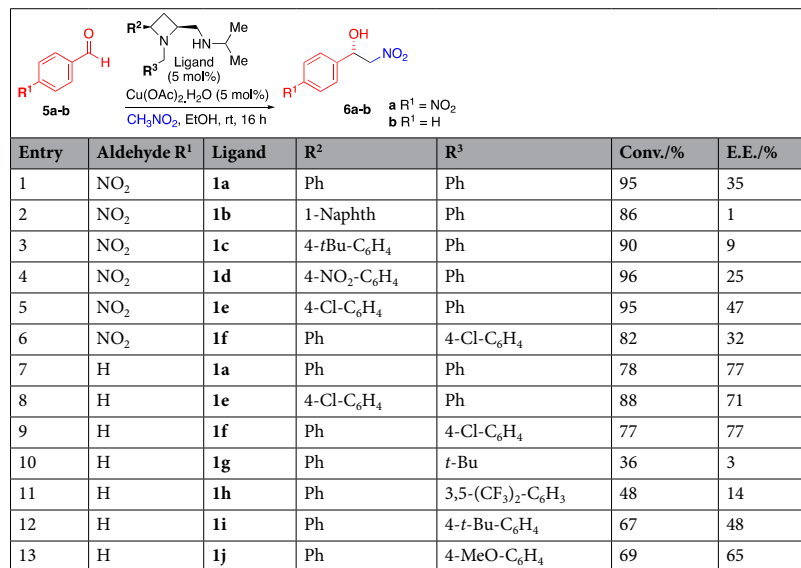 R² N N H Me Me R³
Ligand
(5 mol%)
Cu(OAc)₂.H₂O (5 mol%)
CH₃NO₂, EtOH, rt, 16 h
O H R¹
5a-b
OH NO₂ R¹
6a-b
a R¹ = NO₂
b R¹ = H
Entry Aldehyde R¹ Ligand R² R³ Conv./% E.E./%
1 NO₂ 1a Ph Ph 95 35
2 NO₂ 1b 1-Naphth Ph 86 1
3 NO₂ 1c 4-tBu-C₆H₄ Ph 90 9
4 NO₂ 1d 4-NO₂-C₆H₄ Ph 96 25
5 NO₂ 1e 4-Cl-C₆H₄ Ph 95 47
6 NO₂ 1f Ph 4-Cl-C₆H₄ 82 32
7 H 1a Ph Ph 78 77
8 H 1e 4-Cl-C₆H₄ Ph 88 71
9 H 1f Ph 4-Cl-C₆H₄ 77 77
10 H 1g Ph t-Bu 36 3
11 H 1h Ph 3,5-(CF₃)₂-C₆H₃ 48 14
12 H 1i Ph 4-t-Bu-C₆H₄ 67 48
13 H 1j Ph 4-MeO-C₆H₄ 69 65